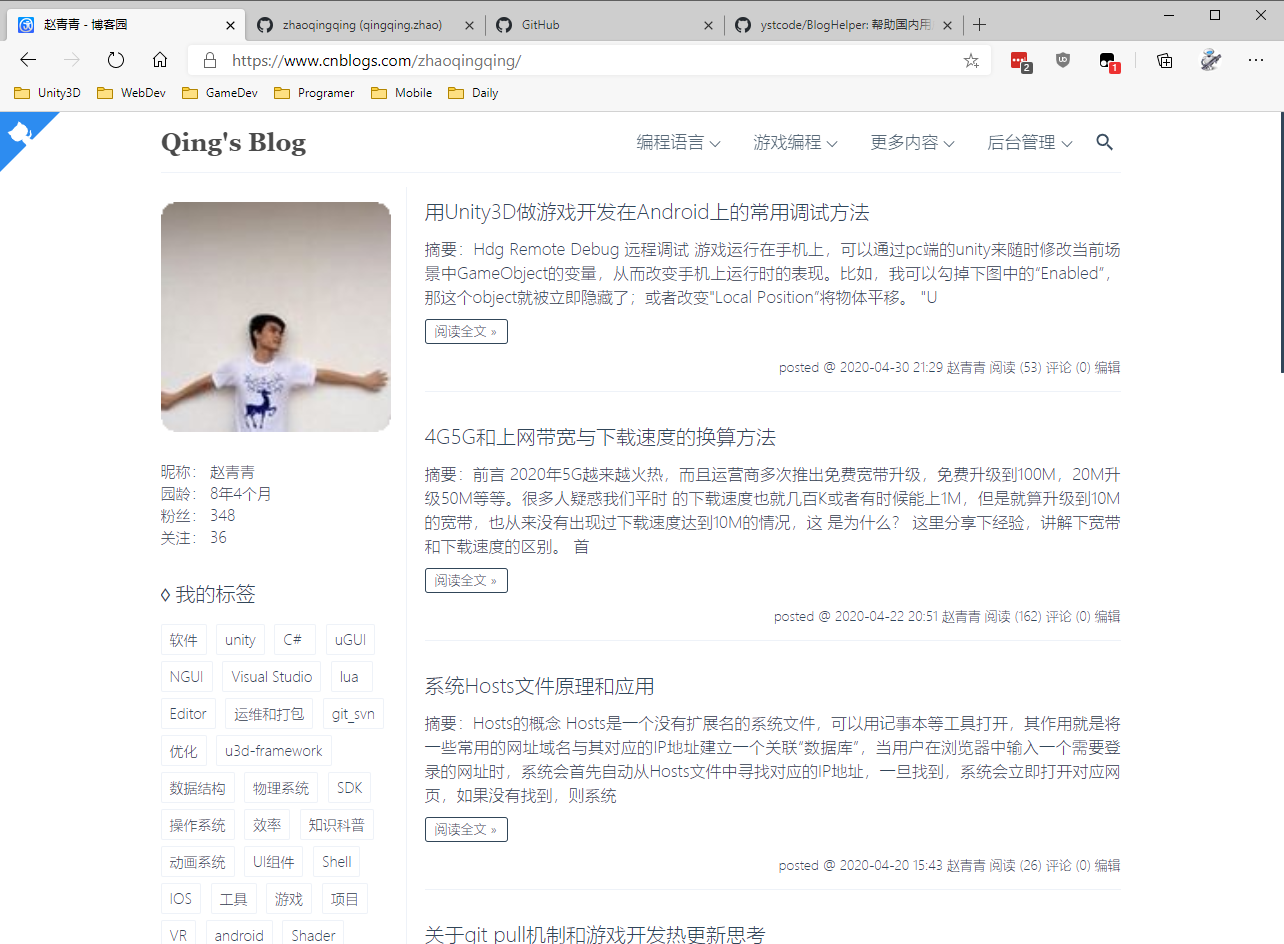 赵青青 - 博客园
zhaoqingqing (qingqing.zhao)
GitHub
ystcode/BlogHelper: 帮助国内用
https://www.cnblogs.com/zhaoqingqing/
2
1
Unity3D
WebDev
GameDev
Programer
Mobile
Daily
Qing's Blog
编程语言
游戏编程
更多内容
后台管理
昵称： 赵青青
园龄： 8年4个月
粉丝： 348
关注： 36
◊ 我的标签
软件 unity C# uGUI
NGUI Visual Studio lua
Editor 运维和打包 git_svn
优化 u3d-framework
数据结构 物理系统 SDK
操作系统 效率 知识科普
动画系统 UI组件 Shell
IOS 工具 游戏 项目
VR android Shader
用Unity3D做游戏开发在Android上的常用调试方法
摘要：Hdg Remote Debug 远程调试 游戏运行在手机上，可以通过pc端的unity来随时修改当前场
景中GameObject的变量，从而改变手机上运行时的表现。比如，我可以勾掉下图中的“Enabled”，
那这个object就被立即隐藏了；或者改变“Local Position”将物体平移。 "U
阅读全文 »
posted @ 2020-04-30 21:29 赵青青 阅读 (53) 评论 (0) 编辑
4G5G和上网带宽与下载速度的换算方法
摘要：前言 2020年5G越来越火热，而且运营商多次推出免费宽带升级，免费升级到100M，20M升
级50M等等。很多人疑惑我们平时 的下载速度也就几百K或者有时候能上1M，但是就算升级到10M
的宽带，也从来没有出现过下载速度达到10M的情况，这 是为什么？ 这里分享下经验，讲解下宽带
和下载速度的区别。 首
阅读全文 »
posted @ 2020-04-22 20:51 赵青青 阅读 (162) 评论 (0) 编辑
系统Hosts文件原理和应用
摘要：Hosts的概念 Hosts是一个没有扩展名的系统文件，可以用记事本等工具打开，其作用就是将
一些常用的网址域名与其对应的IP地址建立一个关联“数据库”，当用户在浏览器中输入一个需要登
录的网址时，系统会首先自动从Hosts文件中寻找对应的IP地址，一旦找到，系统会立即打开对应网
页，如果没有找到，则系统
阅读全文 »
posted @ 2020-04-20 15:43 赵青青 阅读 (26) 评论 (0) 编辑
关于git pull机制和游戏开发热更新思考